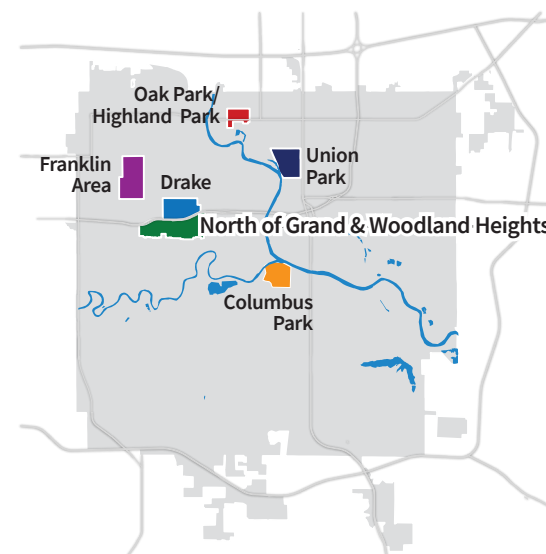 Oak Park/
Highland Park
Franklin
Area
Drake
Union
Park
North of Grand & Woodland Heights
Columbus
Park